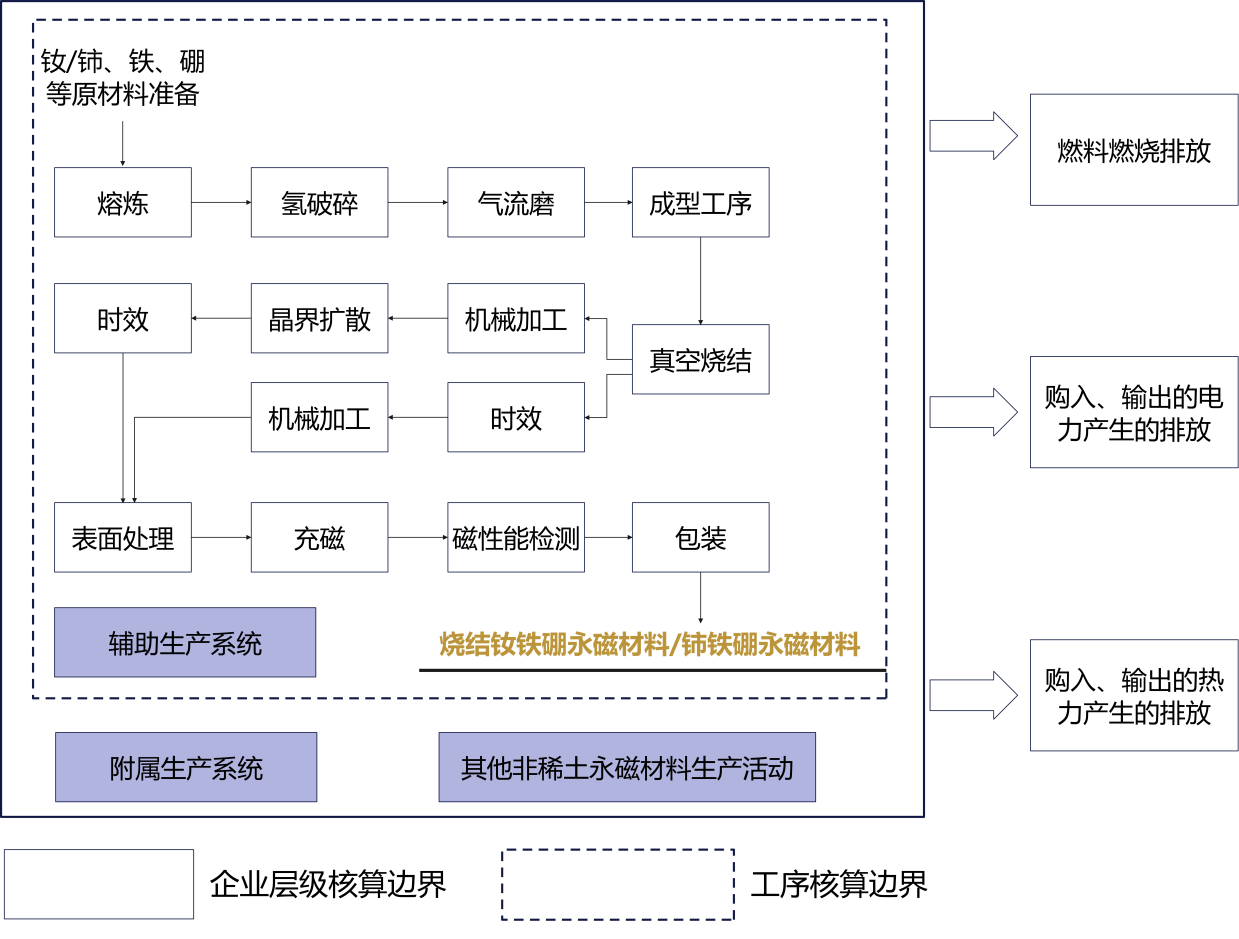 钕/铈、铁、硼
等原材料准备
熔炼
氢破碎
气流磨
成型工序
时效
晶界扩散
机械加工
真空烧结
机械加工
时效
表面处理
充磁
磁性能检测
包装
辅助生产系统
烧结钕铁硼永磁材料/铈铁硼永磁材料
附属生产系统
其他非稀土永磁材料生产活动
燃料燃烧排放
购入、输出的电
力产生的排放
购入、输出的热
力产生的排放
企业层级核算边界
工序核算边界